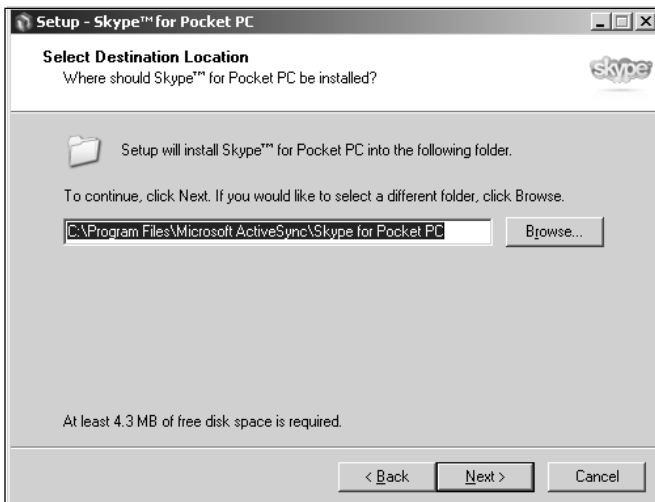 Setup - Skype™ for Pocket PC
Select Destination Location
Where should Skype™ for Pocket PC be installed?
skype
Setup will install Skype™ for Pocket PC into the following folder.
To continue, click Next. If you would like to select a different folder, click Browse.
C:\Program Files\Microsoft ActiveSync\Skype for Pocket PC
Browse...
At least 4.3 MB of free disk space is required.
< Back
Next >
Cancel